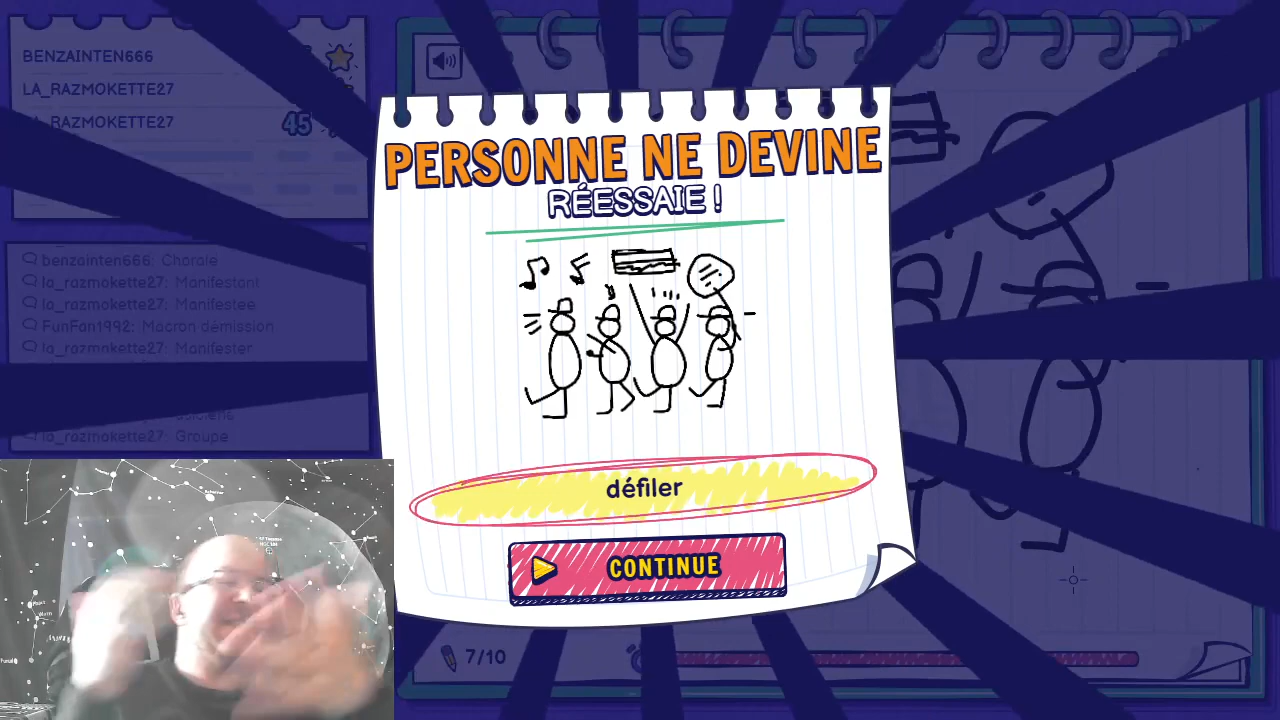 BENZAINTEN666
LA_RAZMOKETTE27
LA_RAZMOKETTE27 45
PERSONNE NE DEVINE
RÉESSAIE !
benzainten666: Chorale
la_razmokette27: Manifestant
la_razmokette27: Manifestee
FunFan1992: Macron démission
la_razmokette27: Manifester
la_razmokette27: Groupe
défiler
CONTINUE
7/10